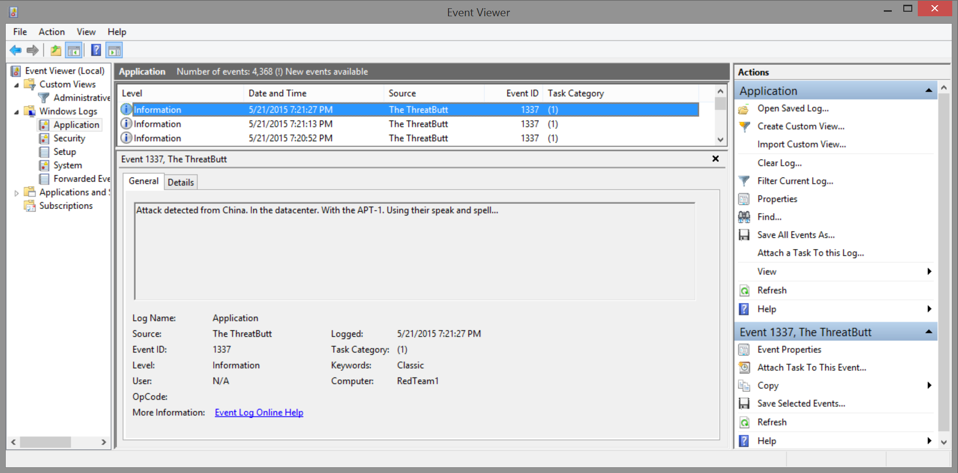 Event Viewer
File Action View Help
Event Viewer (Local)
Custom Views
Administrative
Windows Logs
Application
Security
Setup
System
Forwarded Eve
Applications and S
Subscriptions
Application Number of events: 4,368 (!) New events available
Level Date and Time Source Event ID Task Category
Information 5/21/2015 7:21:27 PM The ThreatButt 1337 (1)
Information 5/21/2015 7:21:13 PM The ThreatButt 1337 (1)
Information 5/21/2015 7:20:52 PM The ThreatButt 1337 (1)
Event 1337, The ThreatButt
General Details
Attack detected from China. In the datacenter. With the APT-1. Using their speak and spell...
Log Name: Application
Source: The ThreatButt Logged: 5/21/2015 7:21:27 PM
Event ID: 1337 Task Category: (1)
Level: Information Keywords: Classic
User: N/A Computer: RedTeam1
OpCode:
More Information: Event Log Online Help
Actions
Application
Open Saved Log...
Create Custom View...
Import Custom View...
Clear Log...
Filter Current Log...
Properties
Find...
Save All Events As...
Attach a Task To this Log...
View
Refresh
Help
Event 1337, The ThreatButt
Event Properties
Attach Task To This Event...
Copy
Save Selected Events...
Refresh
Help